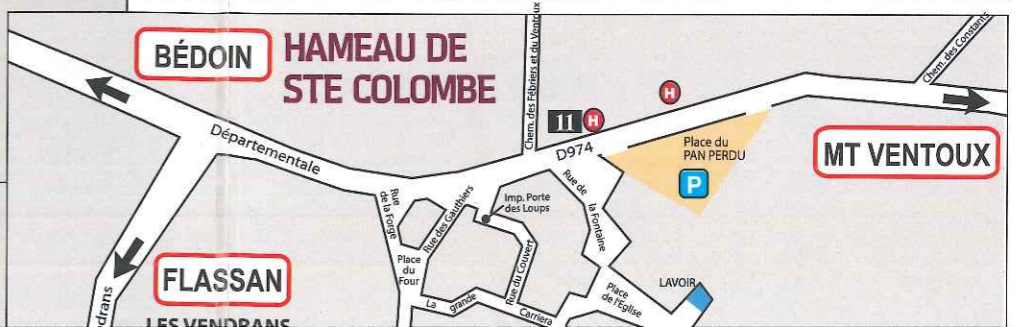 BÉDOIN
HAMEAU DE
STE COLOMBE
Chem. des Fébriers et du Ventoux
Chem. des Constants
H
11 H
D974
Place du
PAN PERDU
P
MT VENTOUX
Départementale
Rue
de la Forge
Rue des Gauthiers
Imp. Porte
des Loups
Rue de
la Fontaine
Place
du
Four
Rue du Couvert
FLASSAN
La grande Carriera
Place
de l'Eglise
LAVOIR
LES VENDRANS